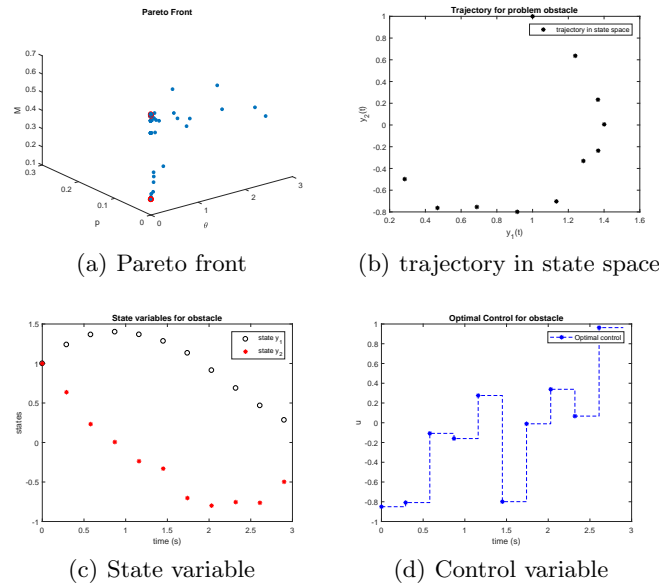 Pareto Front
0.7
0.6
0.5
0.4
0.3
0.2
0.1
M
0.3
0.2
0.1
0
p
0
1
2
3
θ
(a) Pareto front
Trajectory for problem obstacle
trajectory in state space
1
0.8
0.6
0.4
0.2
0
-0.2
-0.4
-0.6
-0.8
y2(t)
0.2 0.4 0.6 0.8 1 1.2 1.4 1.6
y1(t)
(b) trajectory in state space
State variables for obstacle
state y1
state y2
1.5
1
0.5
0
-0.5
-1
states
0 0.5 1 1.5 2 2.5 3
time (s)
(c) State variable
Optimal Control for obstacle
Optimal control
1
0.8
0.6
0.4
0.2
0
-0.2
-0.4
-0.6
-0.8
-1
u
0 0.5 1 1.5 2 2.5 3
time (s)
(d) Control variable